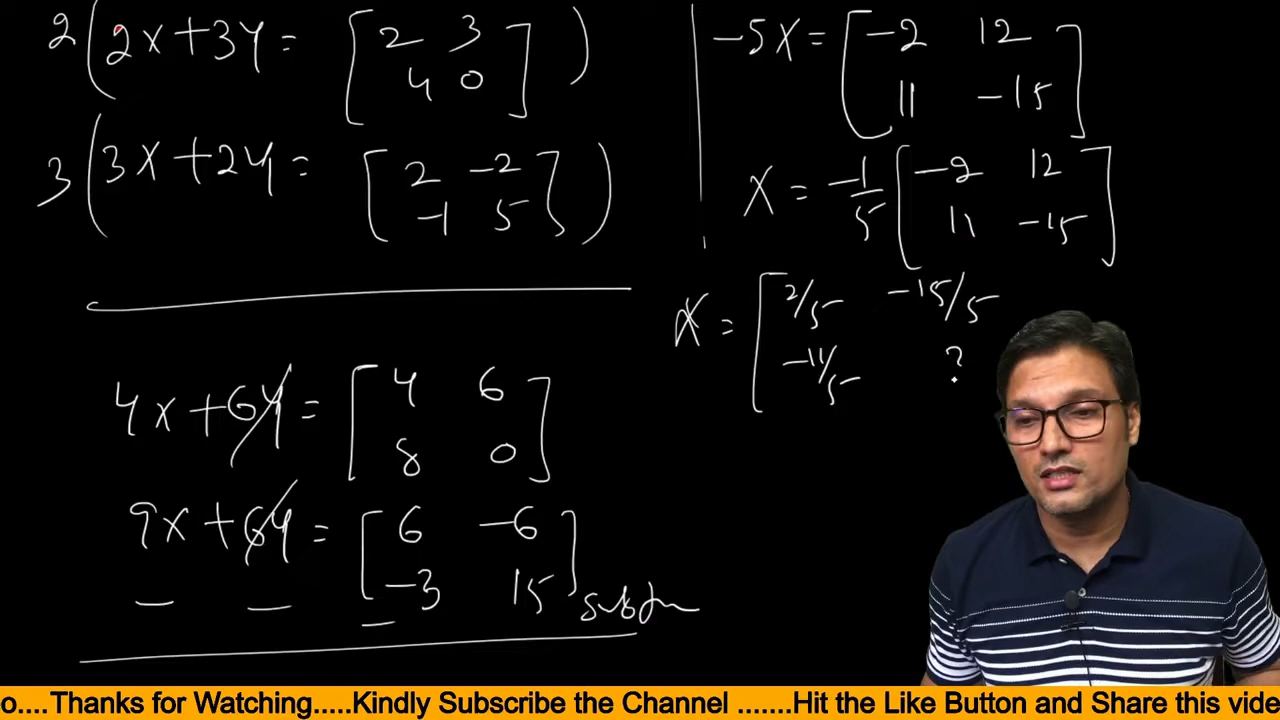 2(2x+3y= [2 3
4 0])
3(3x+2y= [2 -2
-1 5])
4x+6y= [4 6
8 0]
9x+6y= [6 -6
-3 15]
- - -
-5X= [-2 12
11 -15]
X = -1/5 [-2 12
11 -15]
X = [2/5 -15/5
-11/5 ?
o....Thanks for Watching.....Kindly Subscribe the Channel .......Hit the Like Button and Share this vide